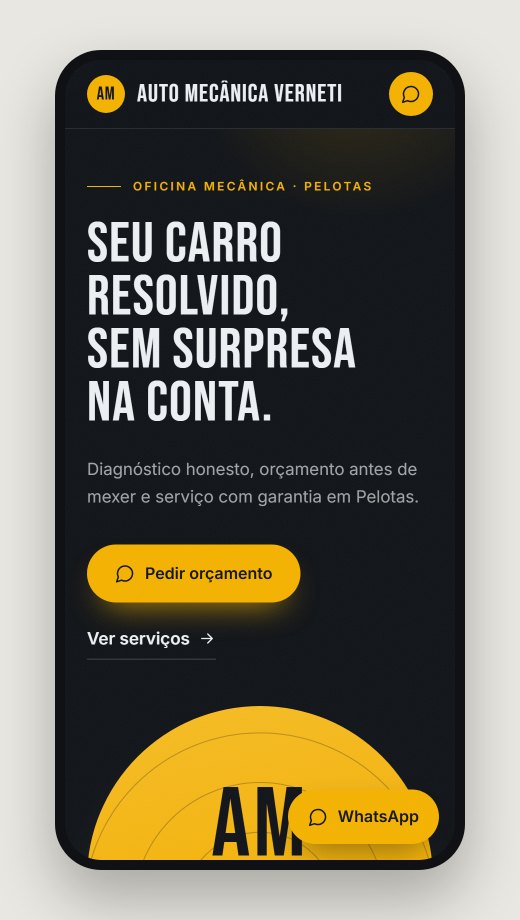 AM AUTO MECÂNICA VERNETI
OFICINA MECÂNICA · PELOTAS
SEU CARRO
RESOLVIDO,
SEM SURPRESA
NA CONTA.
Diagnóstico honesto, orçamento antes de
mexer e serviço com garantia em Pelotas.
Pedir orçamento
Ver serviços →
AM
WhatsApp